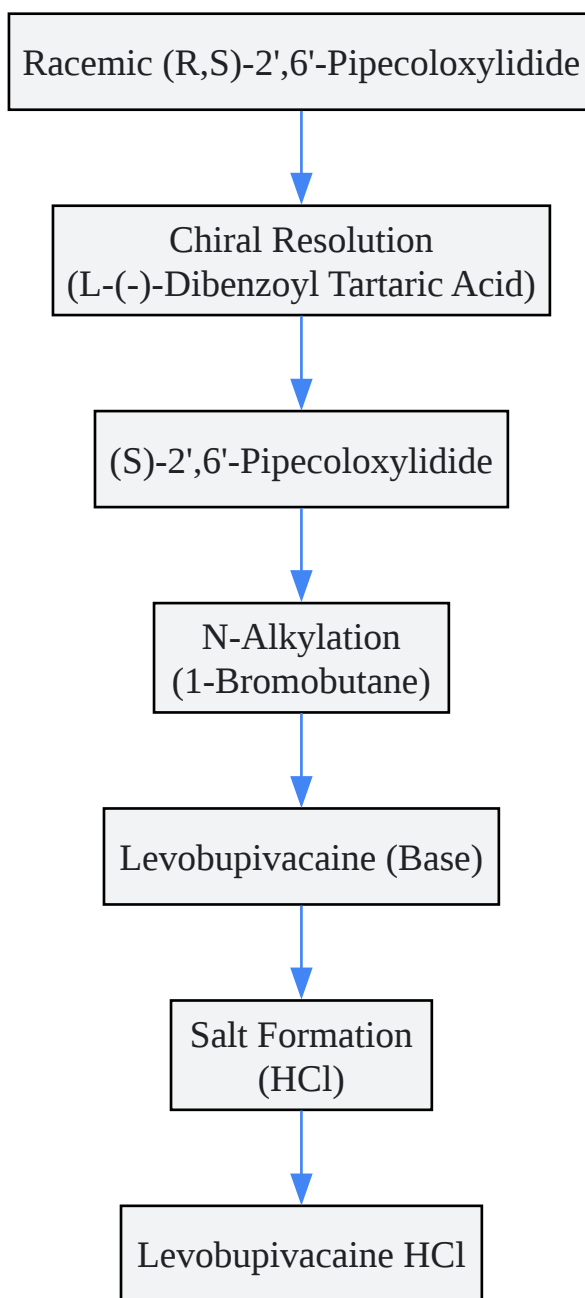 Racemic (R,S)-2',6'-Pipecoloxylidide
Chiral Resolution
(L-(-)-Dibenzoyl Tartaric Acid)
(S)-2',6'-Pipecoloxylidide
N-Alkylation
(1-Bromobutane)
Levobupivacaine (Base)
Salt Formation
(HCl)
Levobupivacaine HCl